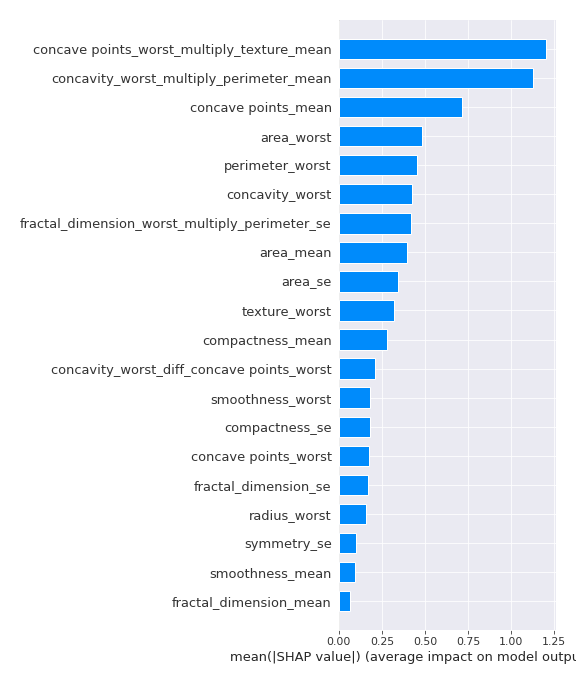 concave points_worst_multiply_texture_mean
concavity_worst_multiply_perimeter_mean
concave points_mean
area_worst
perimeter_worst
concavity_worst
fractal_dimension_worst_multiply_perimeter_se
area_mean
area_se
texture_worst
compactness_mean
concavity_worst_diff_concave points_worst
smoothness_worst
compactness_se
concave points_worst
fractal_dimension_se
radius_worst
symmetry_se
smoothness_mean
fractal_dimension_mean
0.00 0.25 0.50 0.75 1.00 1.25
mean(|SHAP value|) (average impact on model outpu